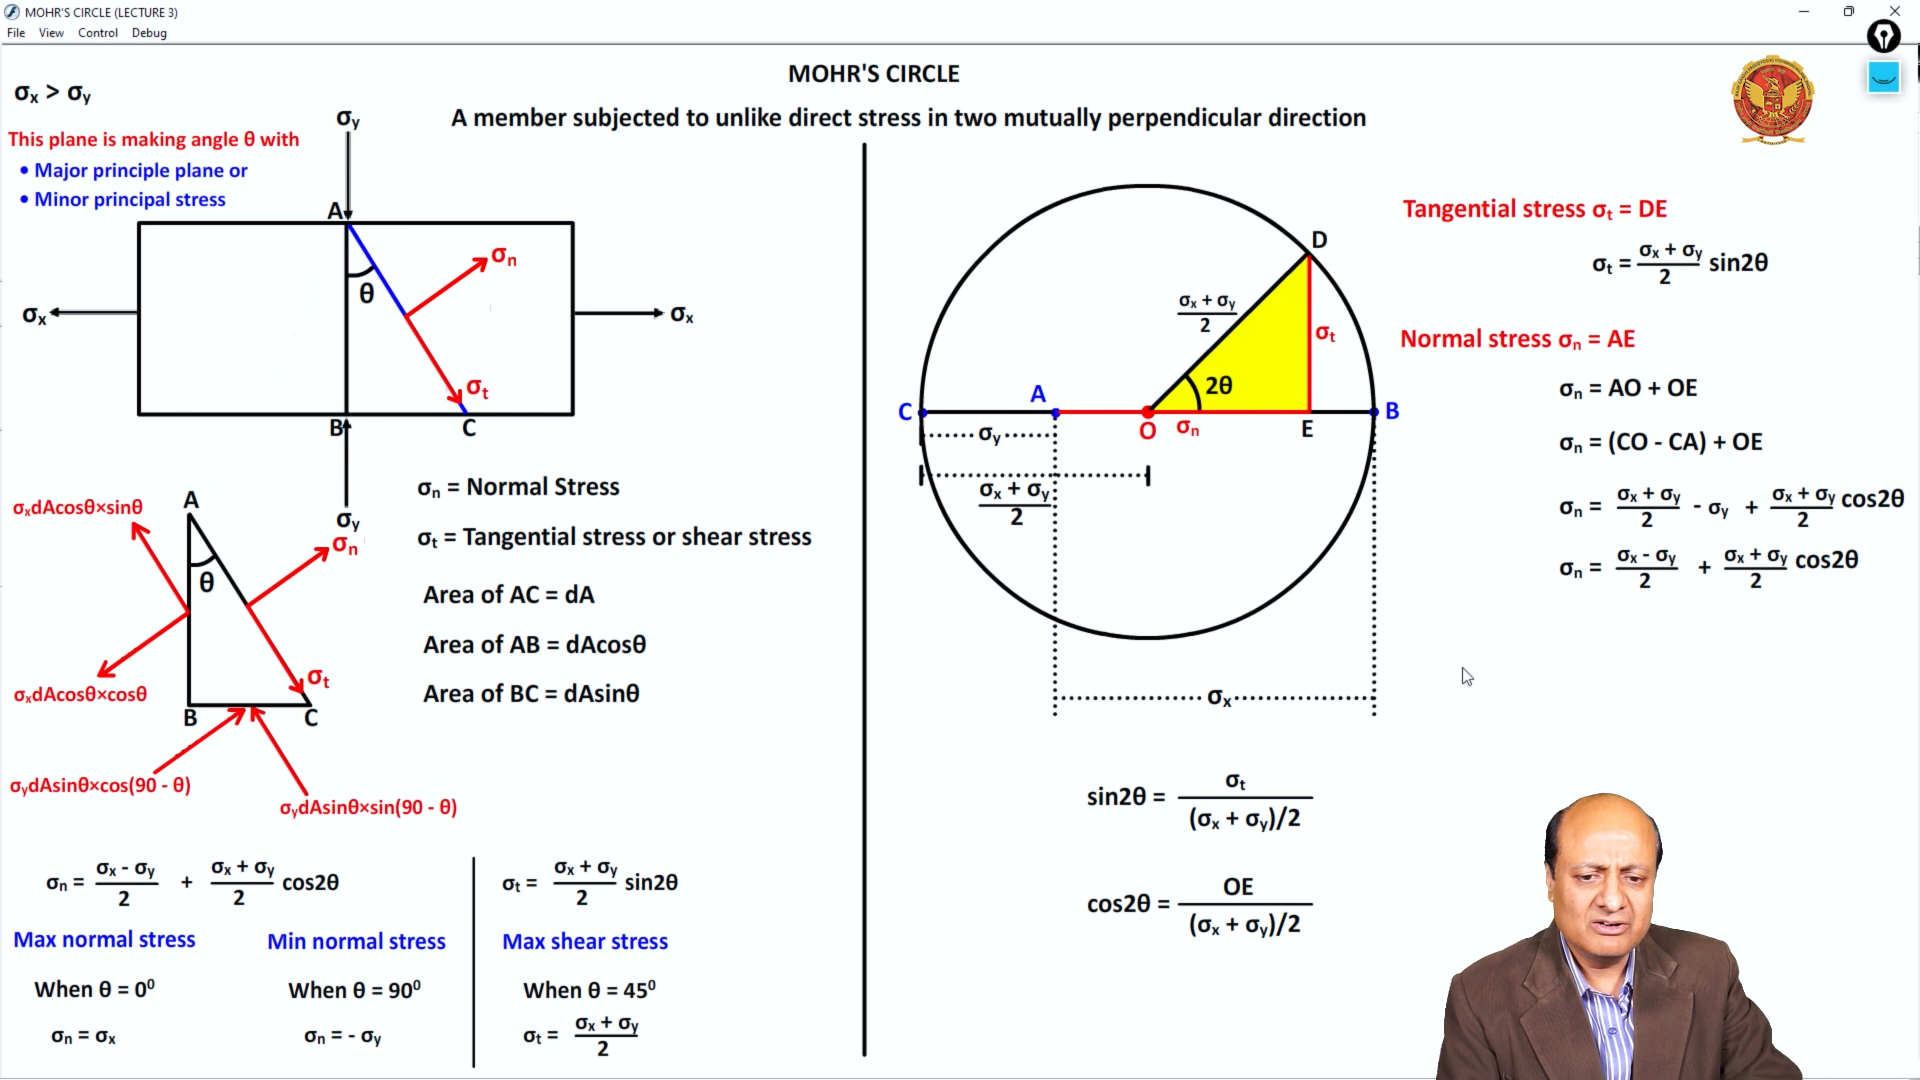 MOHR'S CIRCLE (LECTURE 3)
File View Control Debug
MOHR'S CIRCLE
A member subjected to unlike direct stress in two mutually perpendicular direction
σx > σy
This plane is making angle θ with
• Major principle plane or
• Minor principal stress
σy
A
σn
θ
σx
σx
σt
B
C
σy
A
σxdAcosθ×sinθ
σn
θ
σt
σxdAcosθ×cosθ
B
C
σydAsinθ×cos(90 - θ)
σydAsinθ×sin(90 - θ)
σn = Normal Stress
σt = Tangential stress or shear stress
Area of AC = dA
Area of AB = dAcosθ
Area of BC = dAsinθ
σn = (σx - σy)/2 + (σx + σy)/2 cos2θ
Max normal stress
When θ = 0⁰
σn = σx
Min normal stress
When θ = 90⁰
σn = - σy
σt = (σx + σy)/2 sin2θ
Max shear stress
When θ = 45⁰
σt = (σx + σy)/2
D
(σx + σy)/2
σt
2θ
C
A
O
σn
E
B
σy
(σx + σy)/2
σx
sin2θ = σt/((σx + σy)/2)
cos2θ = OE/((σx + σy)/2)
Tangential stress σt = DE
σt = (σx + σy)/2 sin2θ
Normal stress σn = AE
σn = AO + OE
σn = (CO - CA) + OE
σn = (σx + σy)/2 - σy + (σx + σy)/2 cos2θ
σn = (σx - σy)/2 + (σx + σy)/2 cos2θ